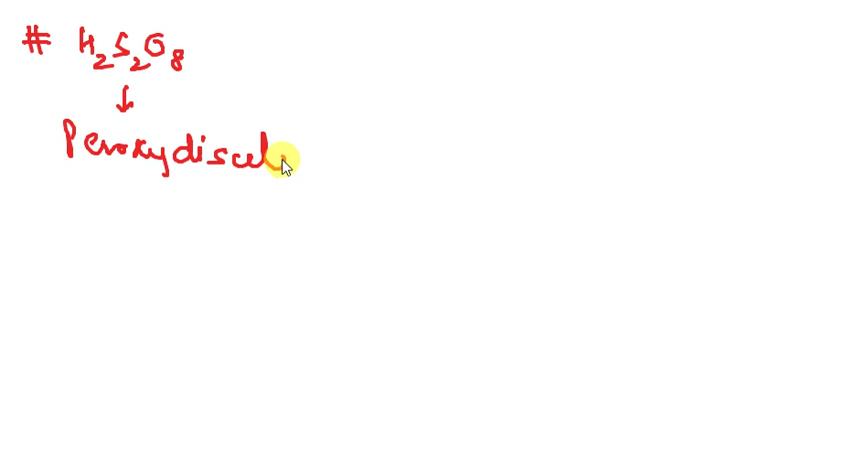 # H₂S₂O₈
↓
Peroxydisul